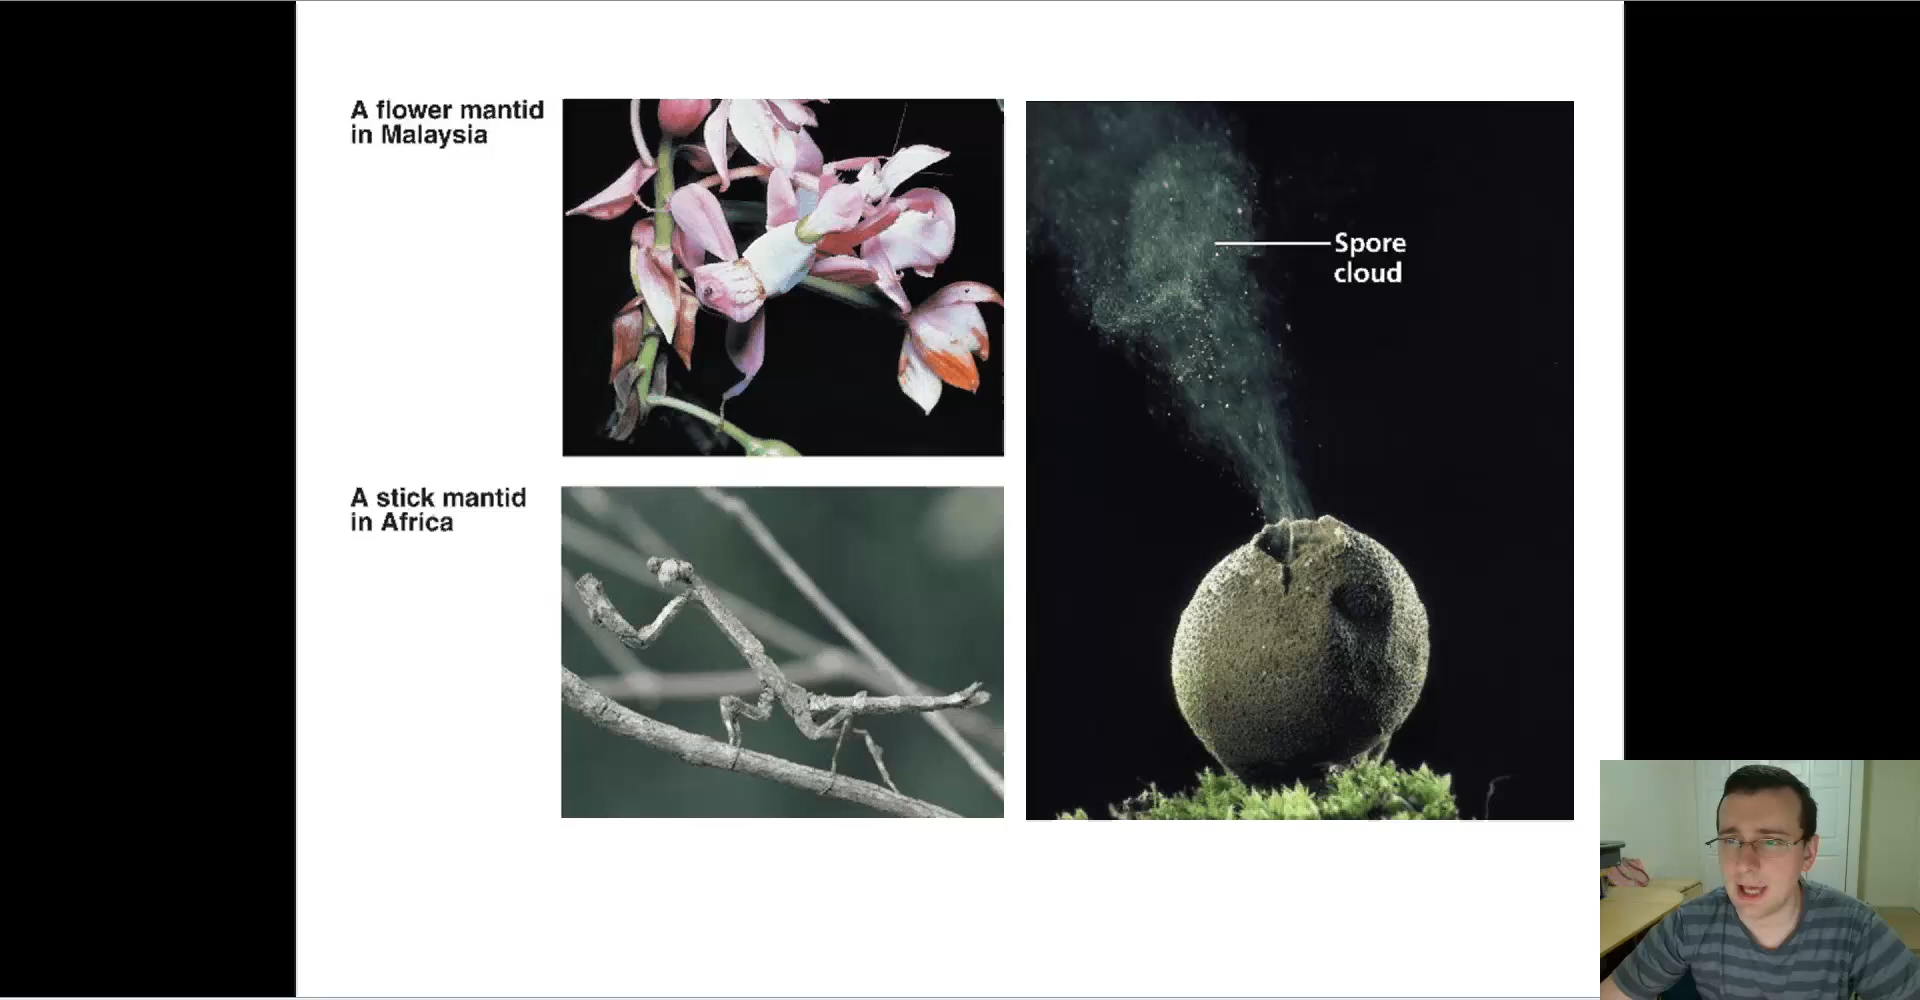 A flower mantid
in Malaysia
Spore
cloud
A stick mantid
in Africa